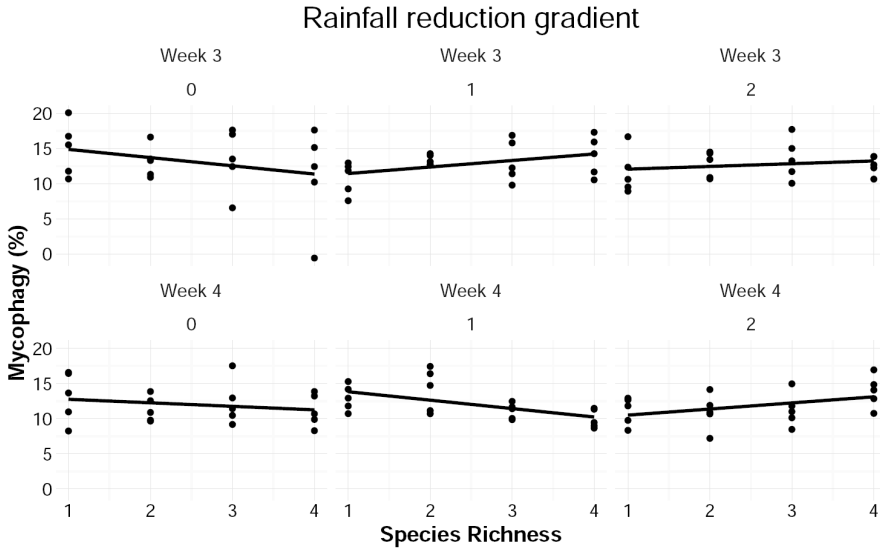 Rainfall reduction gradient
Week 3 Week 3 Week 3
0 1 2
20
15
10
5
0
Week 4 Week 4 Week 4
0 1 2
20
15
10
5
0
1 2 3 4 1 2 3 4 1 2 3 4
Species Richness
Mycophagy (%)